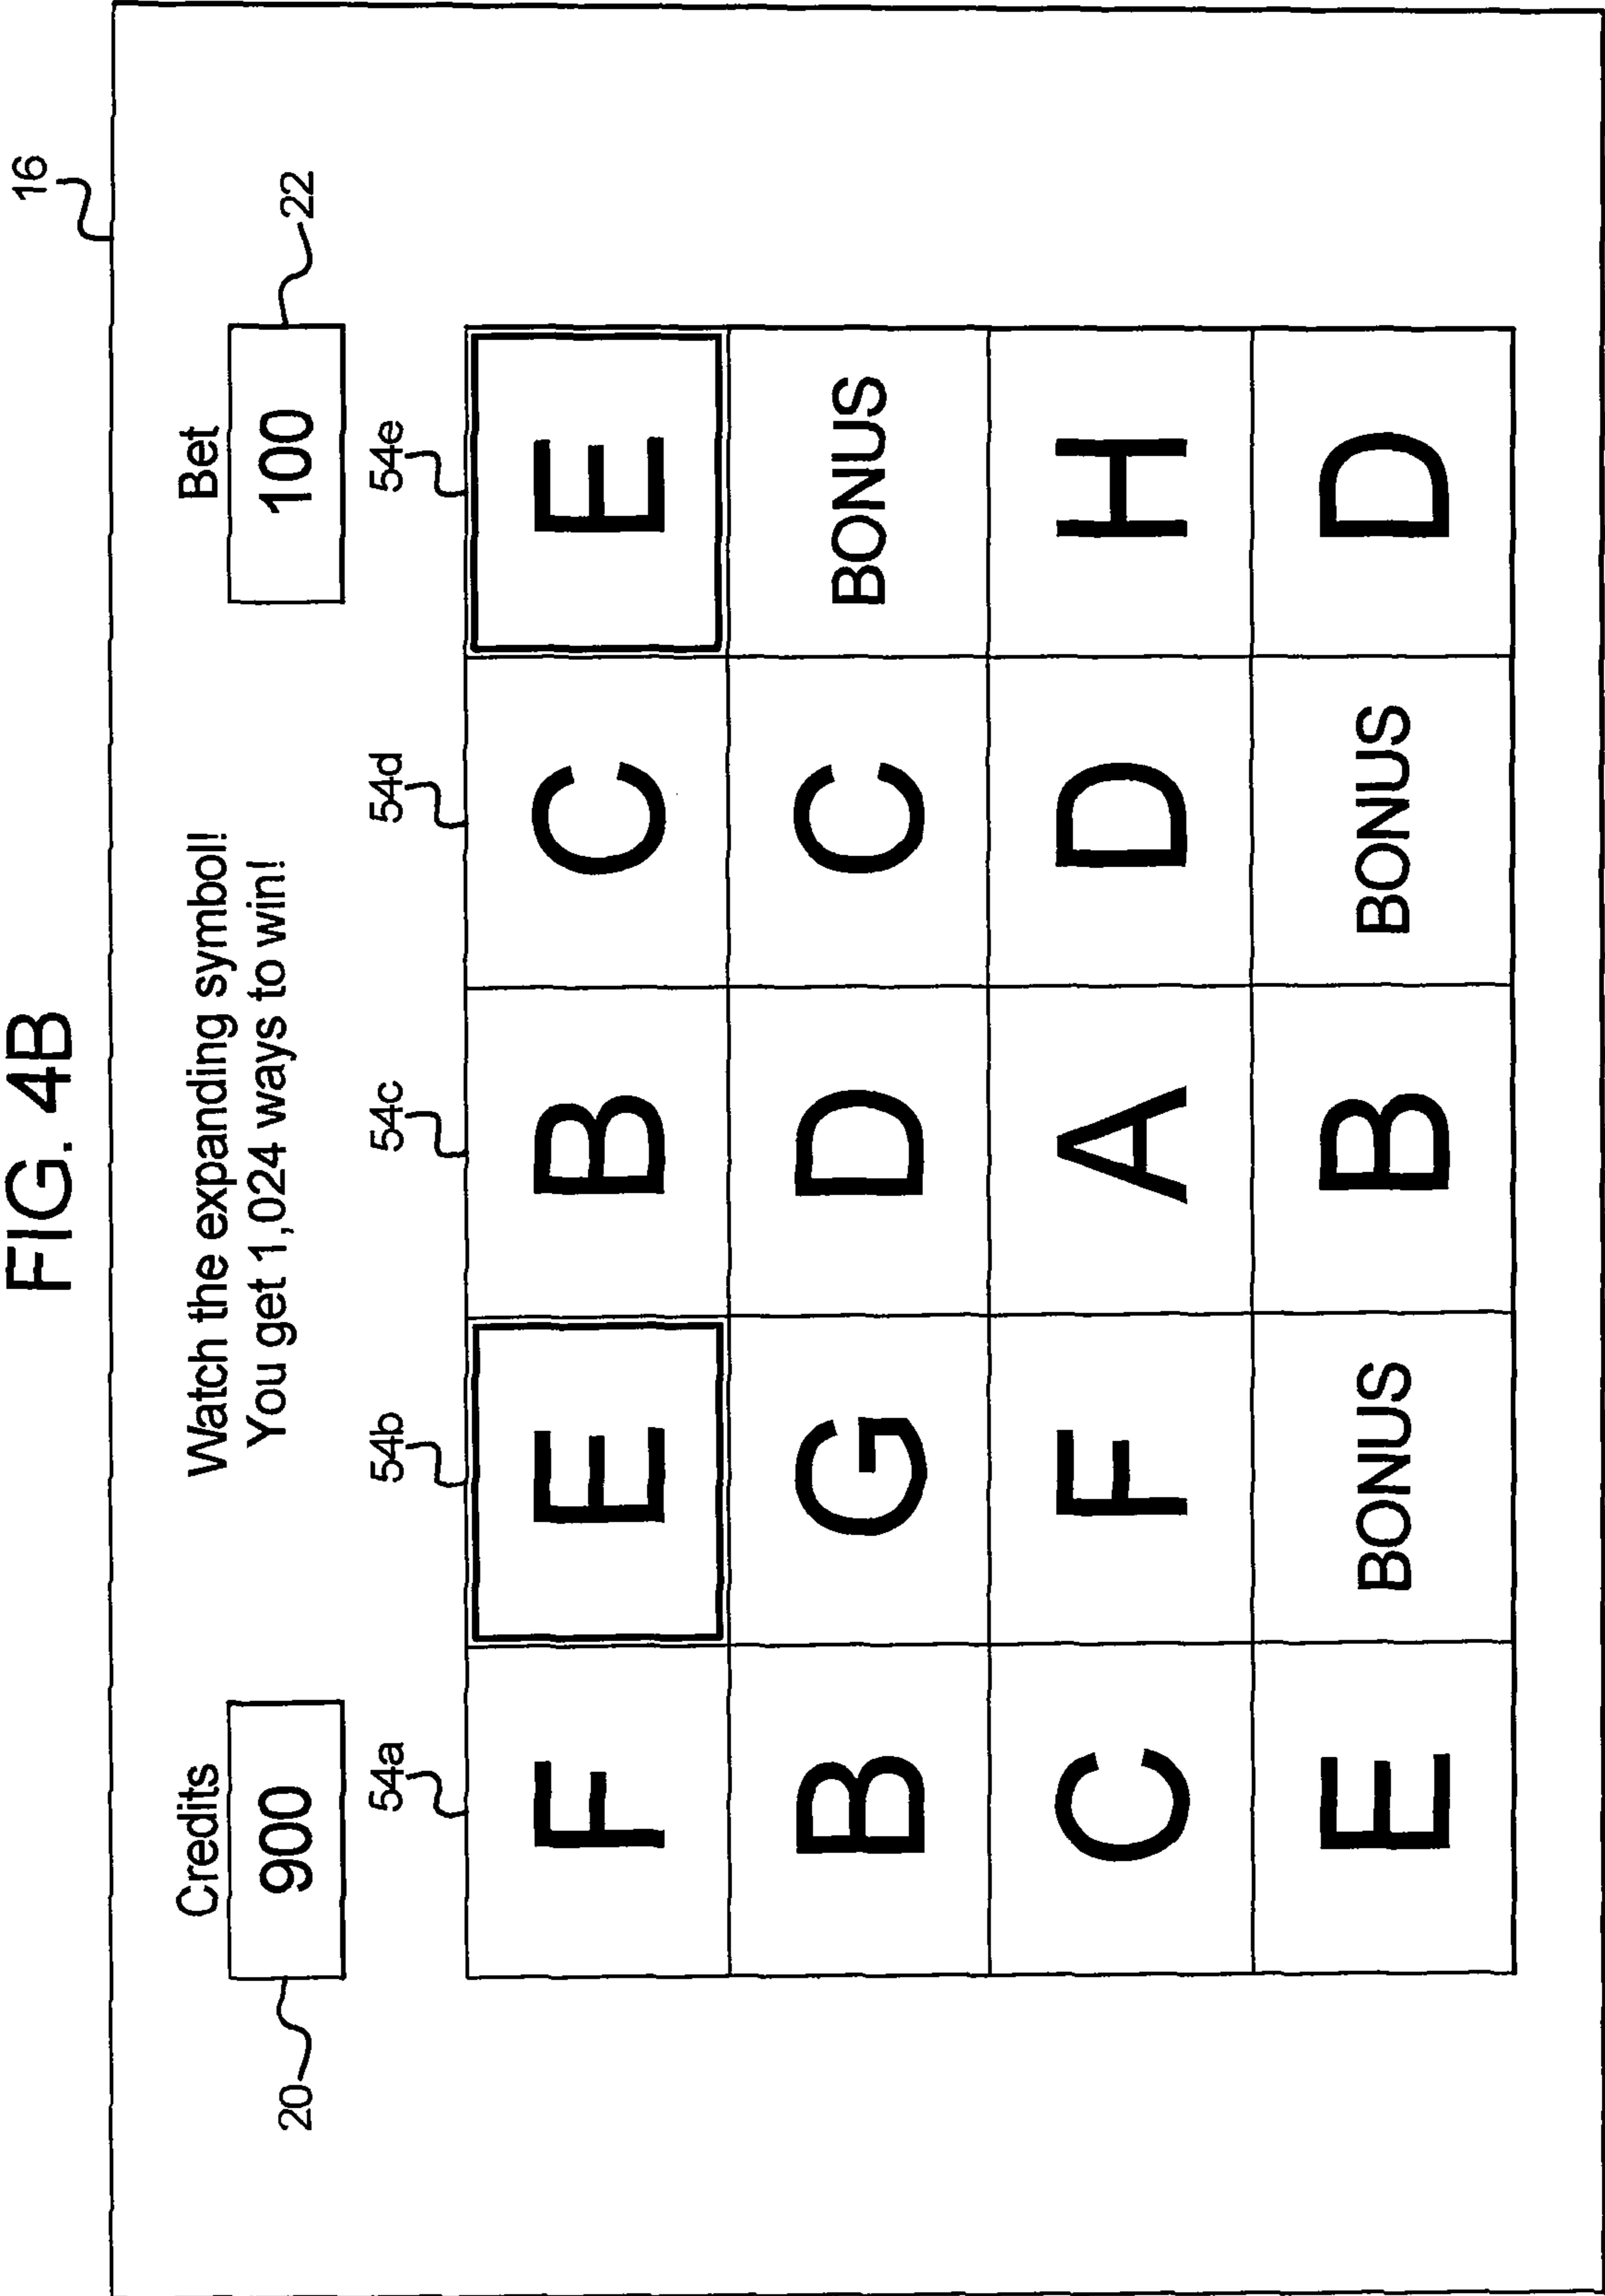 FIG. 4B
16
Credits
Watch the expanding symbol!
Bet
20
900
You get 1,024 ways to win!
100
22
54a 54b 54c 54d 54e
F E B C E
B G D C BONUS
C F A D H
E BONUS B BONUS D